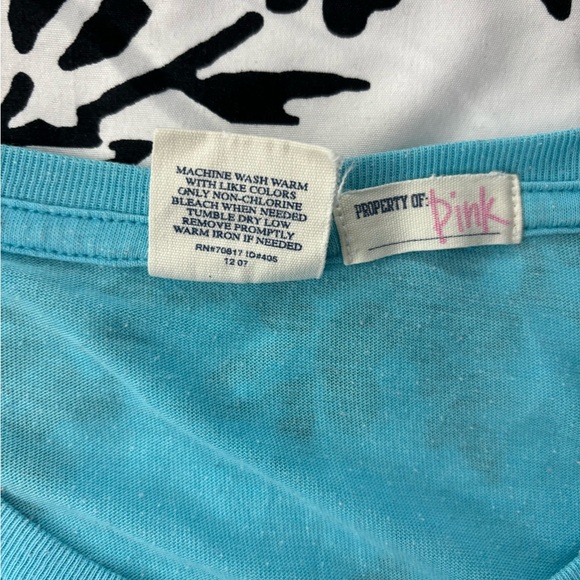 MACHINE WASH WARM
WITH LIKE COLORS
ONLY NON-CHLORINE
BLEACH WHEN NEEDED
TUMBLE DRY LOW
REMOVE PROMPTLY
WARM IRON IF NEEDED
RN#70817 ID#405
12 07
PROPERTY OF: pink